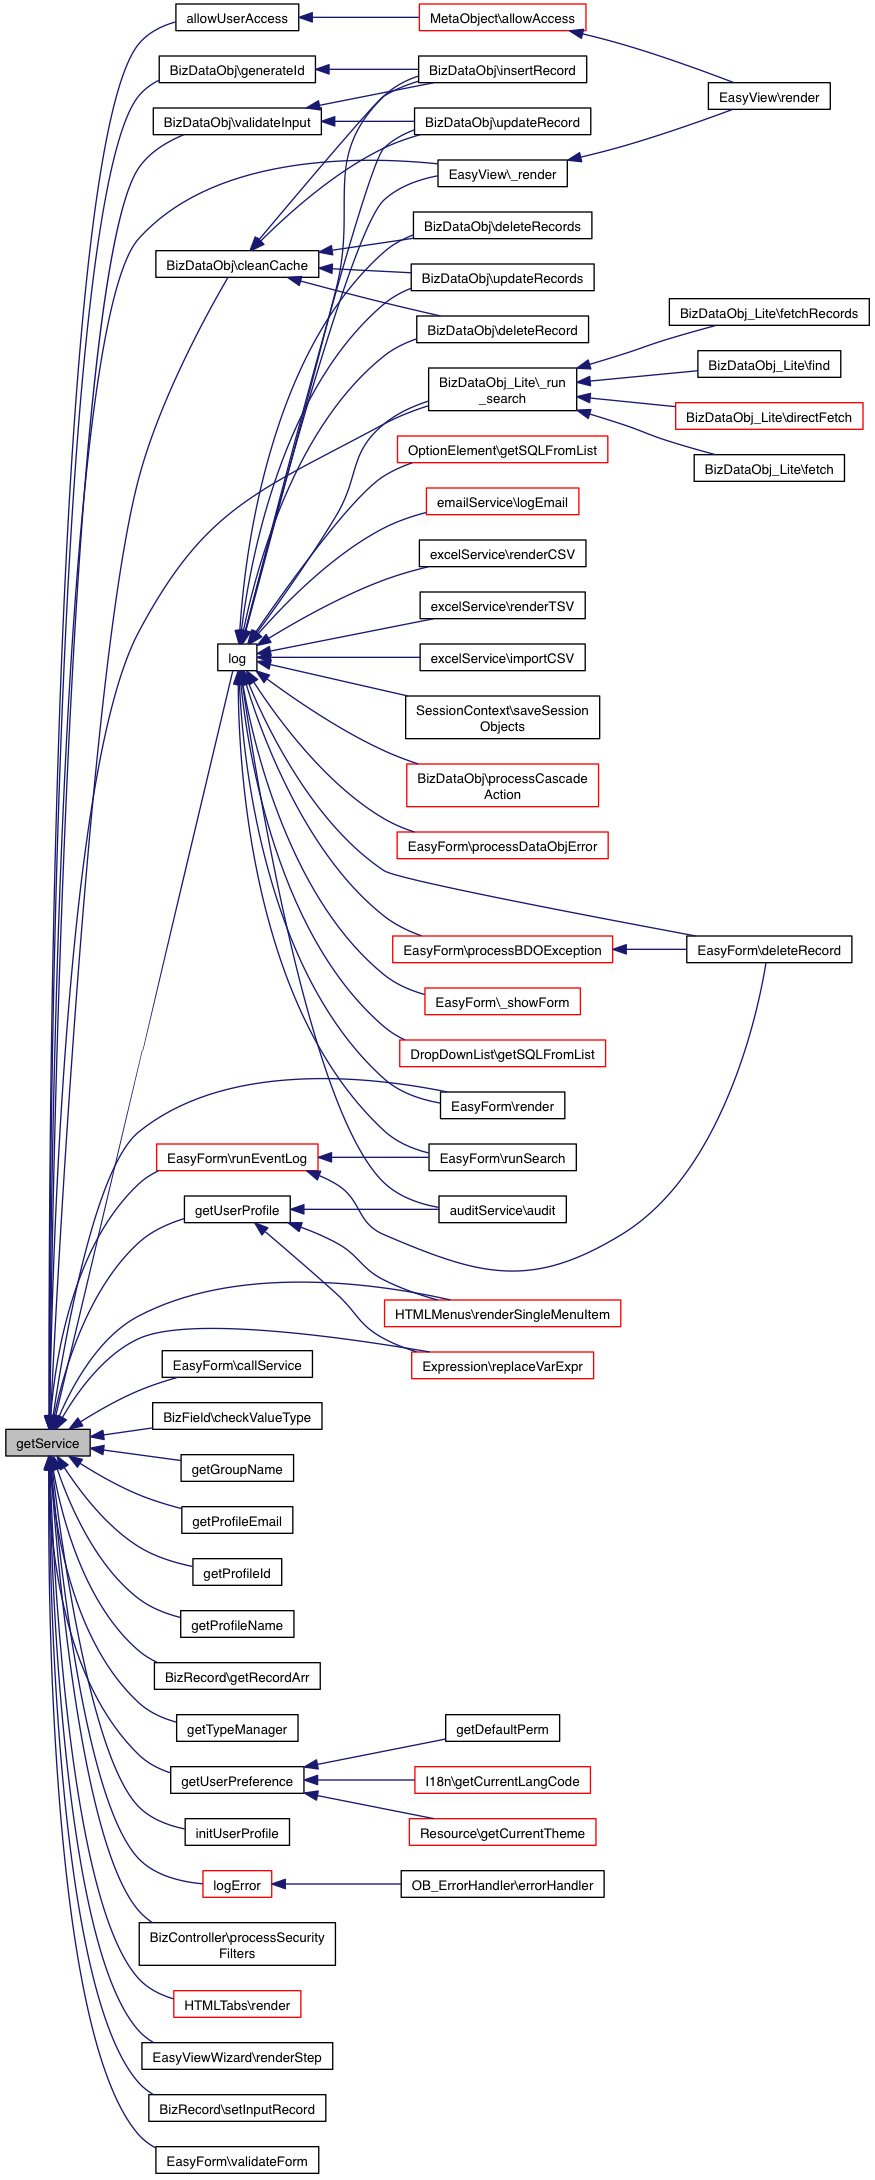 allowUserAccess
MetaObject\allowAccess
BizDataObj\generateId
BizDataObj\insertRecord
EasyView\render
BizDataObj\validateInput
BizDataObj\updateRecord
EasyView\_render
BizDataObj\deleteRecords
BizDataObj\cleanCache
BizDataObj\updateRecords
BizDataObj_Lite\fetchRecords
BizDataObj\deleteRecord
BizDataObj_Lite\find
BizDataObj_Lite\_run
_search
BizDataObj_Lite\directFetch
OptionElement\getSQLFromList
BizDataObj_Lite\fetch
emailService\logEmail
excelService\renderCSV
excelService\renderTSV
log
excelService\importCSV
SessionContext\saveSession
Objects
BizDataObj\processCascade
Action
EasyForm\processDataObjError
EasyForm\processBDOException
EasyForm\deleteRecord
EasyForm\_showForm
DropDownList\getSQLFromList
EasyForm\render
EasyForm\runEventLog
EasyForm\runSearch
getUserProfile
auditService\audit
HTMLMenus\renderSingleMenuItem
EasyForm\callService
Expression\replaceVarExpr
BizField\checkValueType
getService
getGroupName
getProfileEmail
getProfileId
getProfileName
BizRecord\getRecordArr
getTypeManager
getDefaultPerm
getUserPreference
I18n\getCurrentLangCode
initUserProfile
Resource\getCurrentTheme
logError
OB_ErrorHandler\errorHandler
BizController\processSecurity
Filters
HTMLTabs\render
EasyViewWizard\renderStep
BizRecord\setInputRecord
EasyForm\validateForm